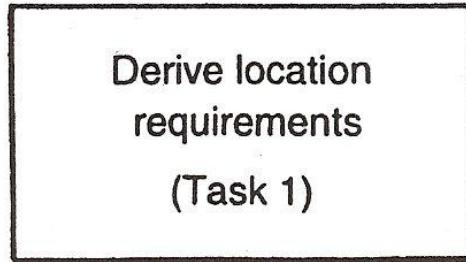 Derive location
requirements
(Task 1)